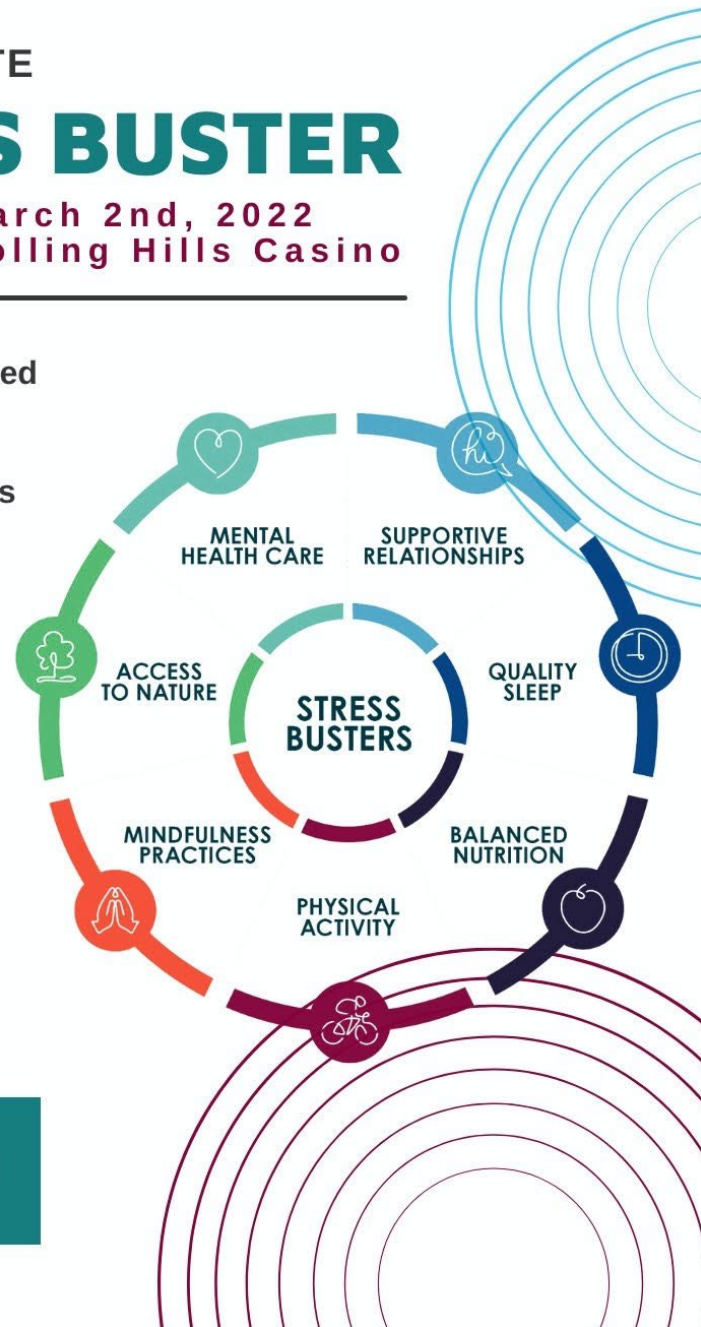 TE
S BUSTER
arch 2nd, 2022
olling Hills Casino
ed
s
MENTAL
HEALTH CARE
SUPPORTIVE
RELATIONSHIPS
hi
ACCESS
TO NATURE
QUALITY
SLEEP
STRESS
BUSTERS
MINDFULNESS
PRACTICES
BALANCED
NUTRITION
PHYSICAL
ACTIVITY